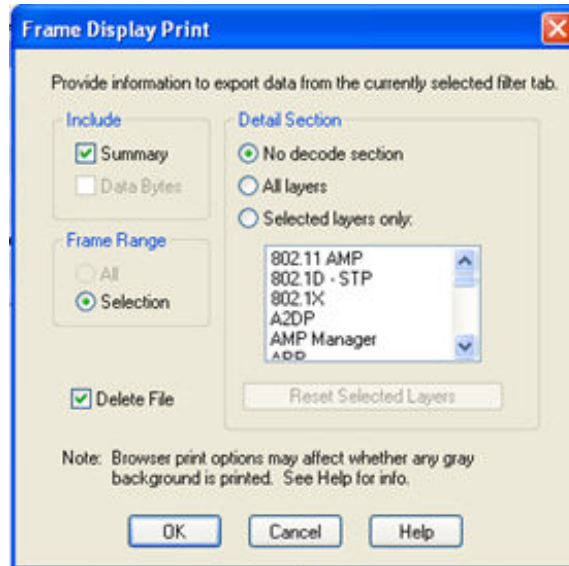 Frame Display Print
Provide information to export data from the currently selected filter tab.
Include
Summary
Data Bytes
Frame Range
All
Selection
Delete File
Detail Section
No decode section
All layers
Selected layers only:
802.11 AMP
802.1D - STP
802.1X
A2DP
AMP Manager
ARP
Reset Selected Layers
Note: Browser print options may affect whether any gray
background is printed. See Help for info.
OK
Cancel
Help